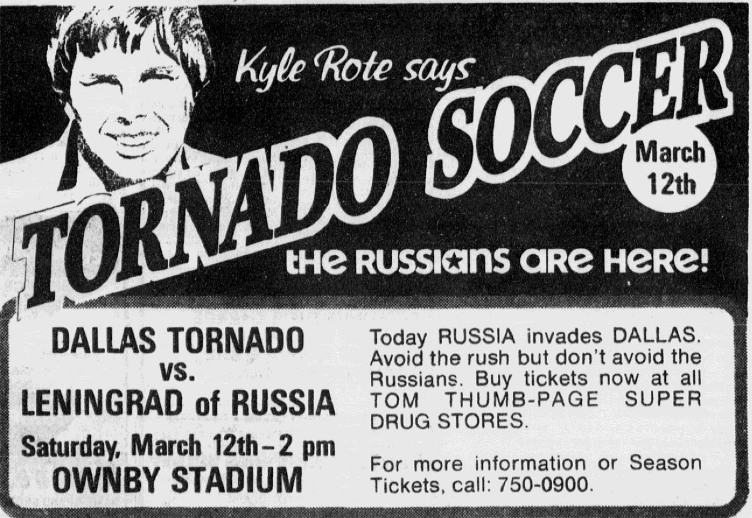 Kyle Rote says
TORNADO SOCCER
March
12th
tHe RUSSIANS ARE HERE!
DALLAS TORNADO
vs.
LENINGRAD of RUSSIA
Saturday, March 12th – 2 pm
OWNBY STADIUM
Today RUSSIA invades DALLAS.
Avoid the rush but don't avoid the
Russians. Buy tickets now at all
TOM THUMB-PAGE SUPER
DRUG STORES.
For more information or Season
Tickets, call: 750-0900.